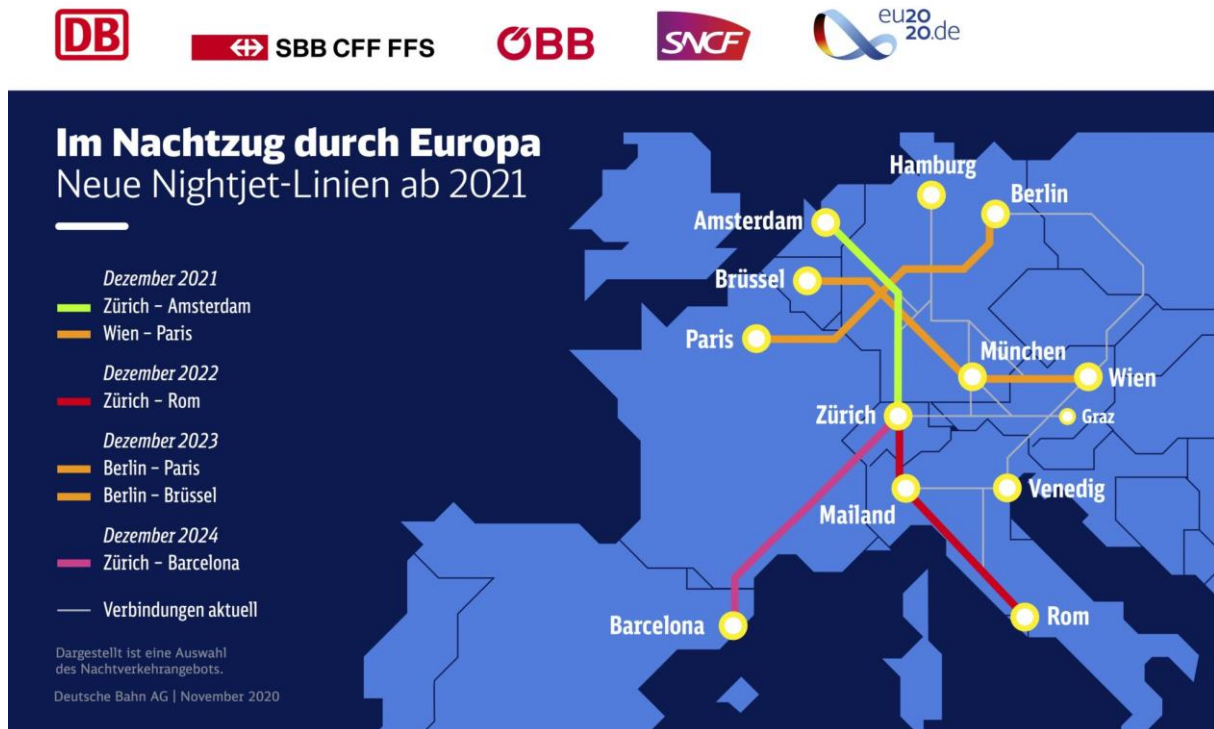 DB
SBB CFF FFS
ÖBB
SNCF
eu20
20.de
Im Nachtzug durch Europa
Neue Nightjet-Linien ab 2021
Dezember 2021
Zürich – Amsterdam
Wien – Paris
Dezember 2022
Zürich – Rom
Dezember 2023
Berlin – Paris
Berlin – Brüssel
Dezember 2024
Zürich – Barcelona
Verbindungen aktuell
Dargestellt ist eine Auswahl
des Nachtverkehrangebots.
Deutsche Bahn AG | November 2020
Hamburg
Berlin
Amsterdam
Brüssel
Paris
München
Wien
Zürich
Graz
Mailand
Venedig
Barcelona
Rom